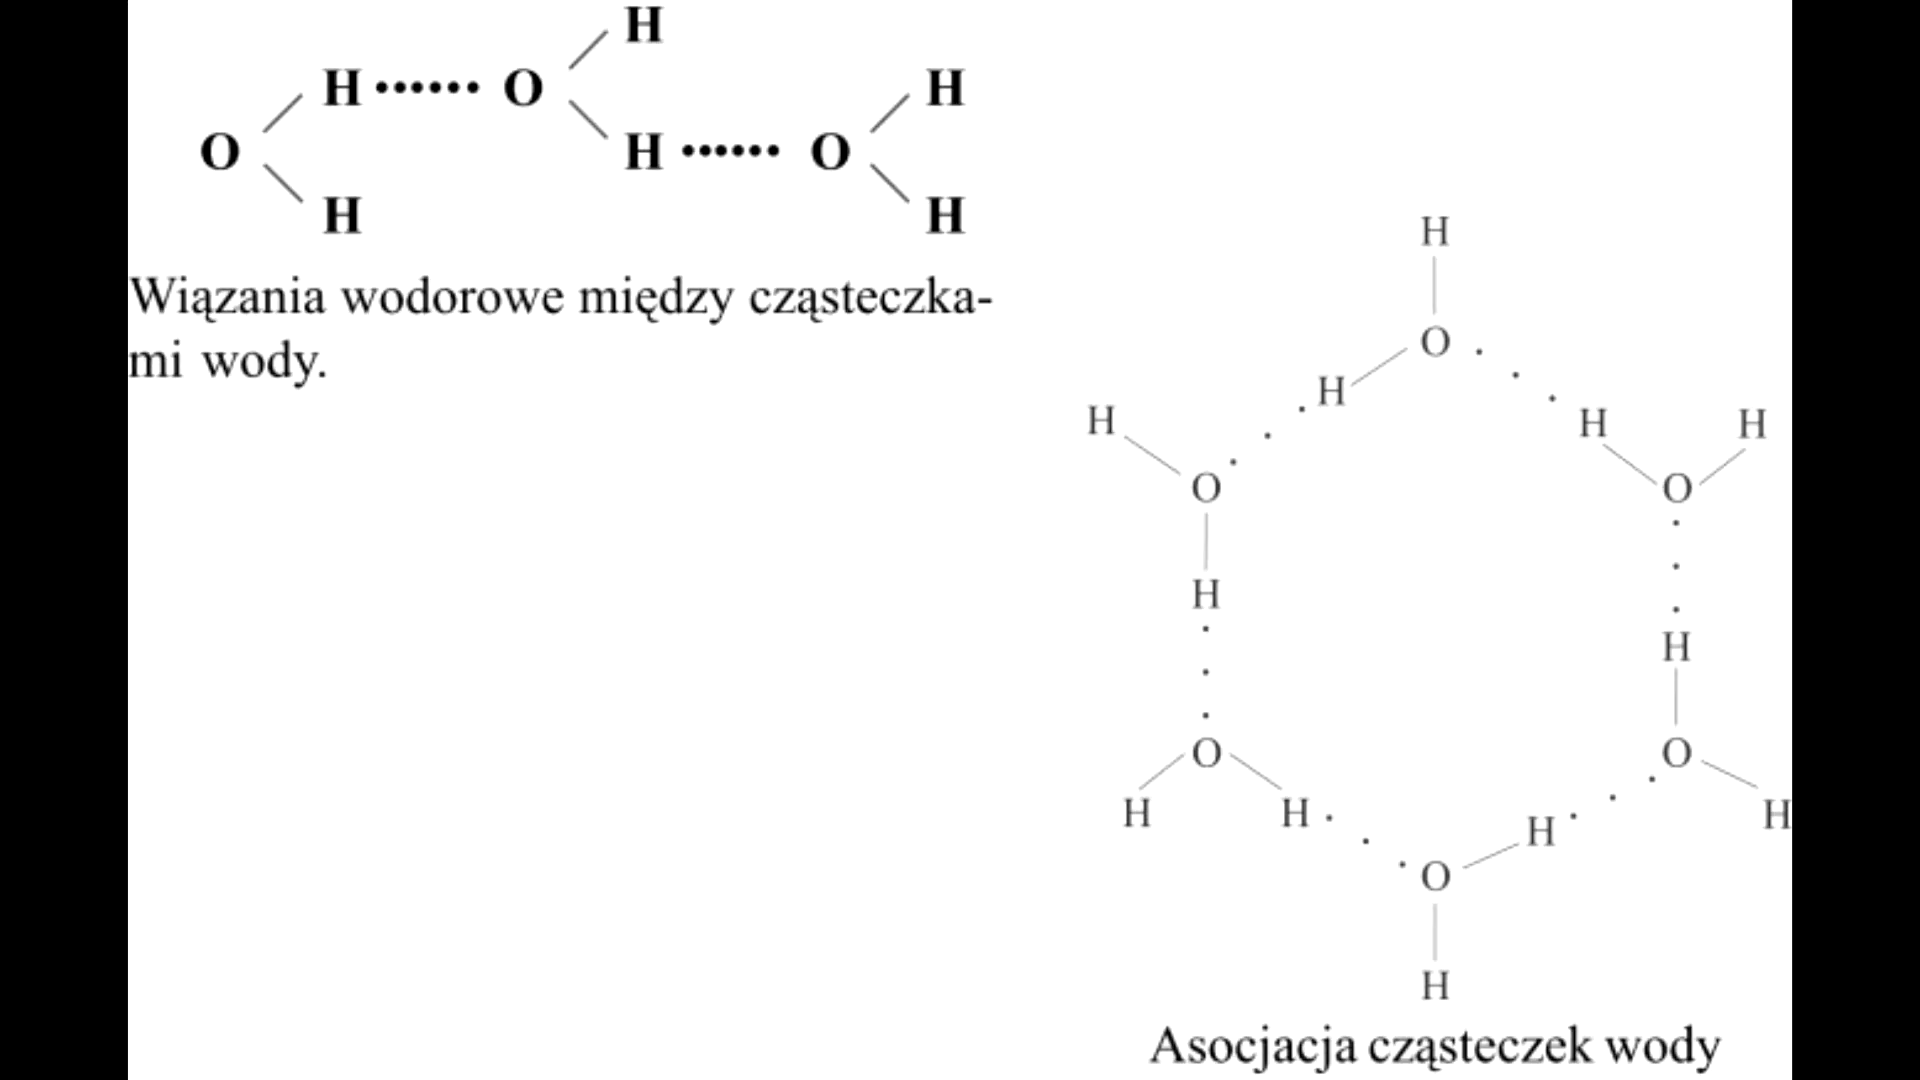 H
H ...... O H
O H ...... O
H H
Wiązania wodorowe między cząsteczka-
mi wody.
H
O
H
H H H
O O
H H
O O
H H H H
O
H
Asocjacja cząsteczek wody